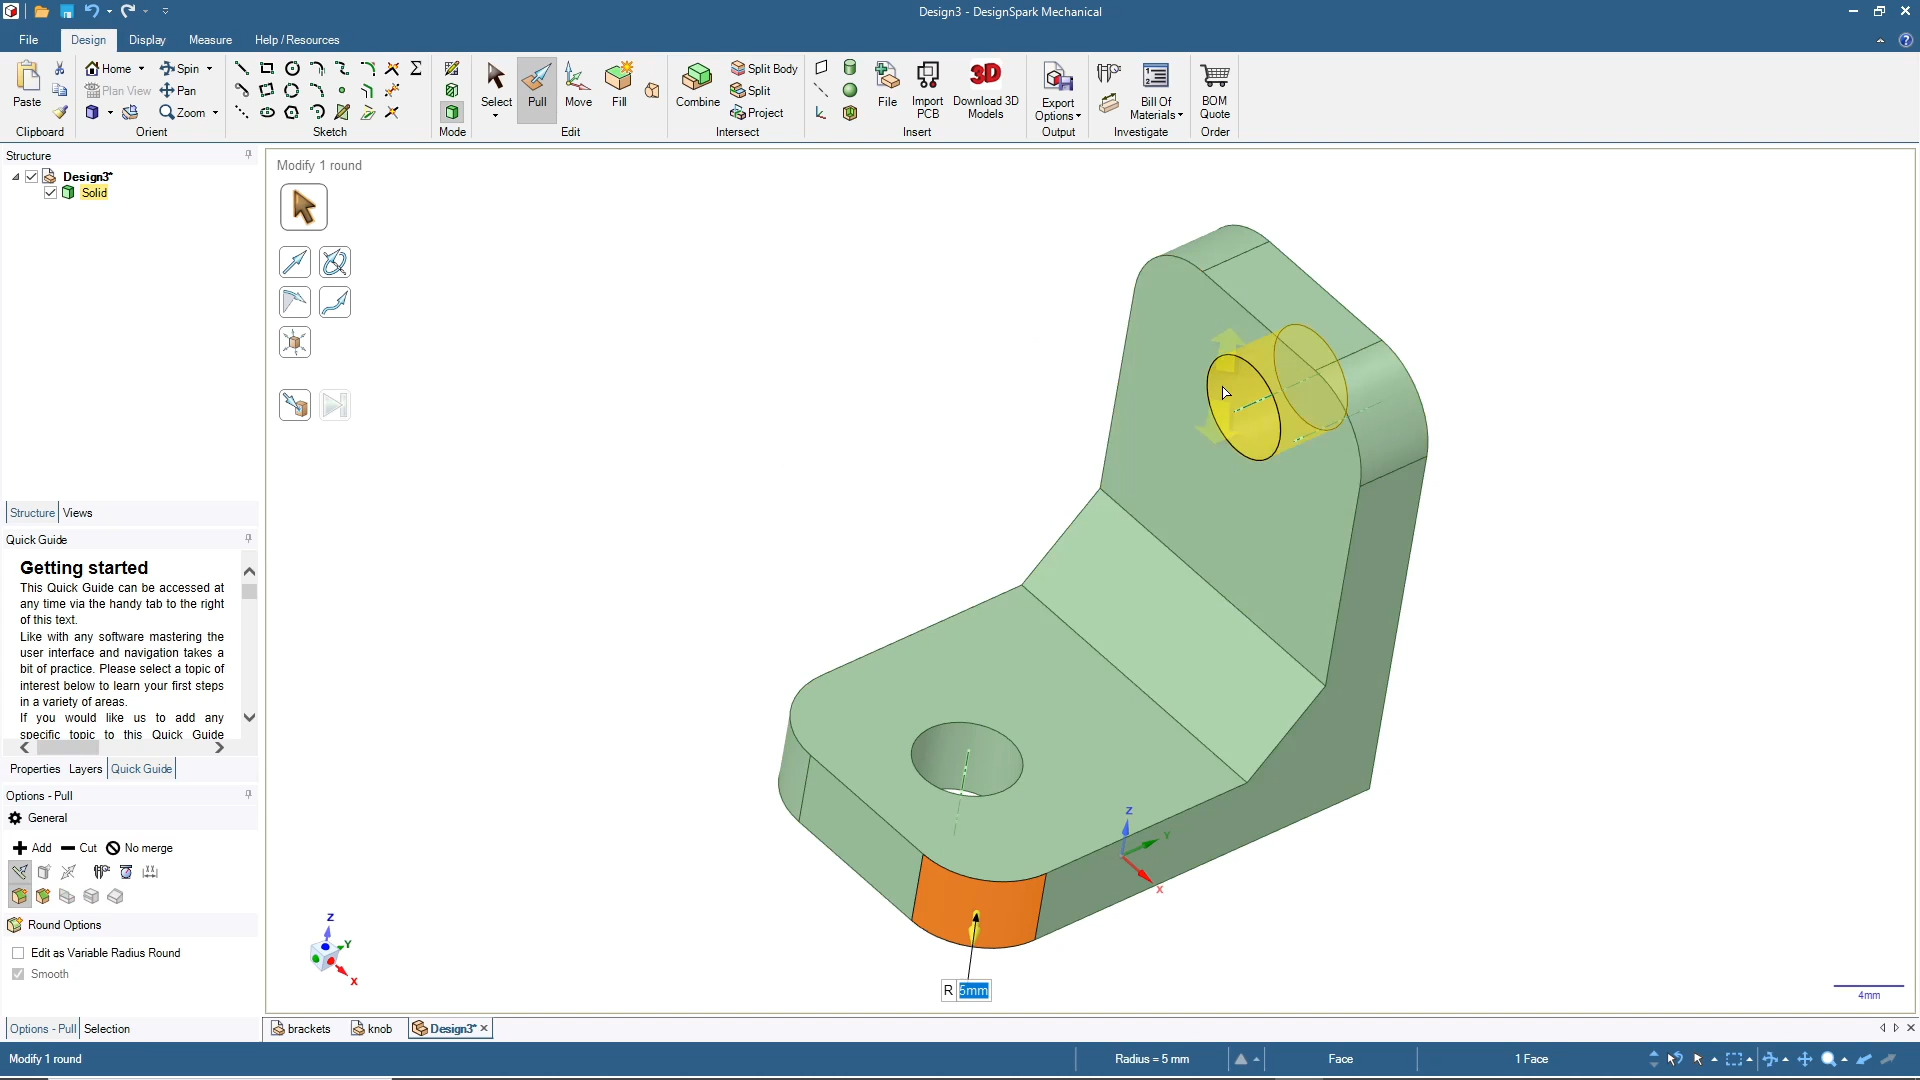 Design3 - DesignSpark Mechanical
File
Design
Display
Measure
Help / Resources
Paste
Clipboard
Home
Plan View
Spin
Pan
Zoom
Orient
Sketch
Mode
Select
Pull
Move
Fill
Edit
Combine
Split Body
Split
Project
Intersect
File
Import PCB
3D
Download 3D Models
Insert
Export Options
Output
Bill Of Materials
Investigate
BOM Quote
Order
Structure
Design3*
Solid
Modify 1 round
Structure
Views
Quick Guide
Getting started
This Quick Guide can be accessed at
any time via the handy tab to the right
of this text.
Like with any software mastering the
user interface and navigation takes a
bit of practice. Please select a topic of
interest below to learn your first steps
in a variety of areas.
If you would like us to add any
specific topic to this Quick Guide
Properties
Layers
Quick Guide
Options - Pull
General
Add
Cut
No merge
Round Options
Edit as Variable Radius Round
Smooth
Options - Pull
Selection
Z
Y
X
Z
Y
X
R 5mm
4mm
brackets
knob
Design3*
Modify 1 round
Radius = 5 mm
Face
1 Face